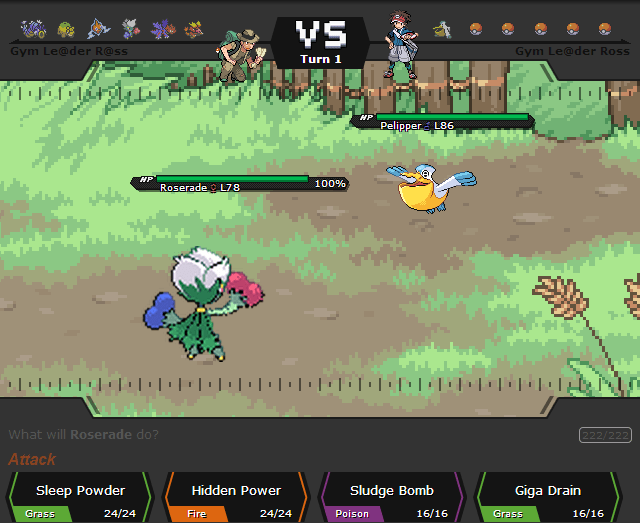 VS
Turn 1
Gym Le@der R@ss
Gym Le@der Ross
HP
Pelipper ♂ L86
HP
100%
Roserade ♀ L78
What will Roserade do?
222/222
Attack
Sleep Powder
Hidden Power
Sludge Bomb
Giga Drain
Grass 24/24
Fire 24/24
Poison 16/16
Grass 16/16